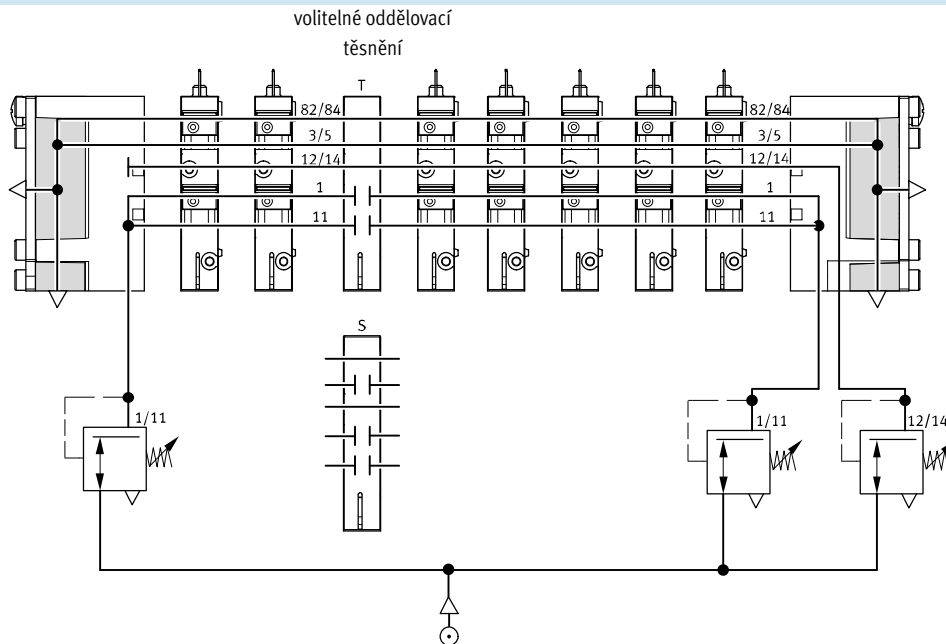 volitelné oddělovací
těsnění
T
82/84 82/84
3/5 3/5
12/14 12/14
1 1
11 11
S
1/11 1/11 12/14